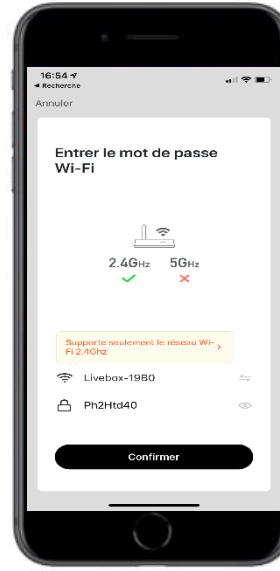 16:54
◀ Recherche
Annuler
Entrer le mot de passe
Wi-Fi
2.4GHz 5GHz
Supporte seulement le réseau Wi-
Fi 2.4Ghz
Livebox-19B0
Ph2Htd40
Confirmer